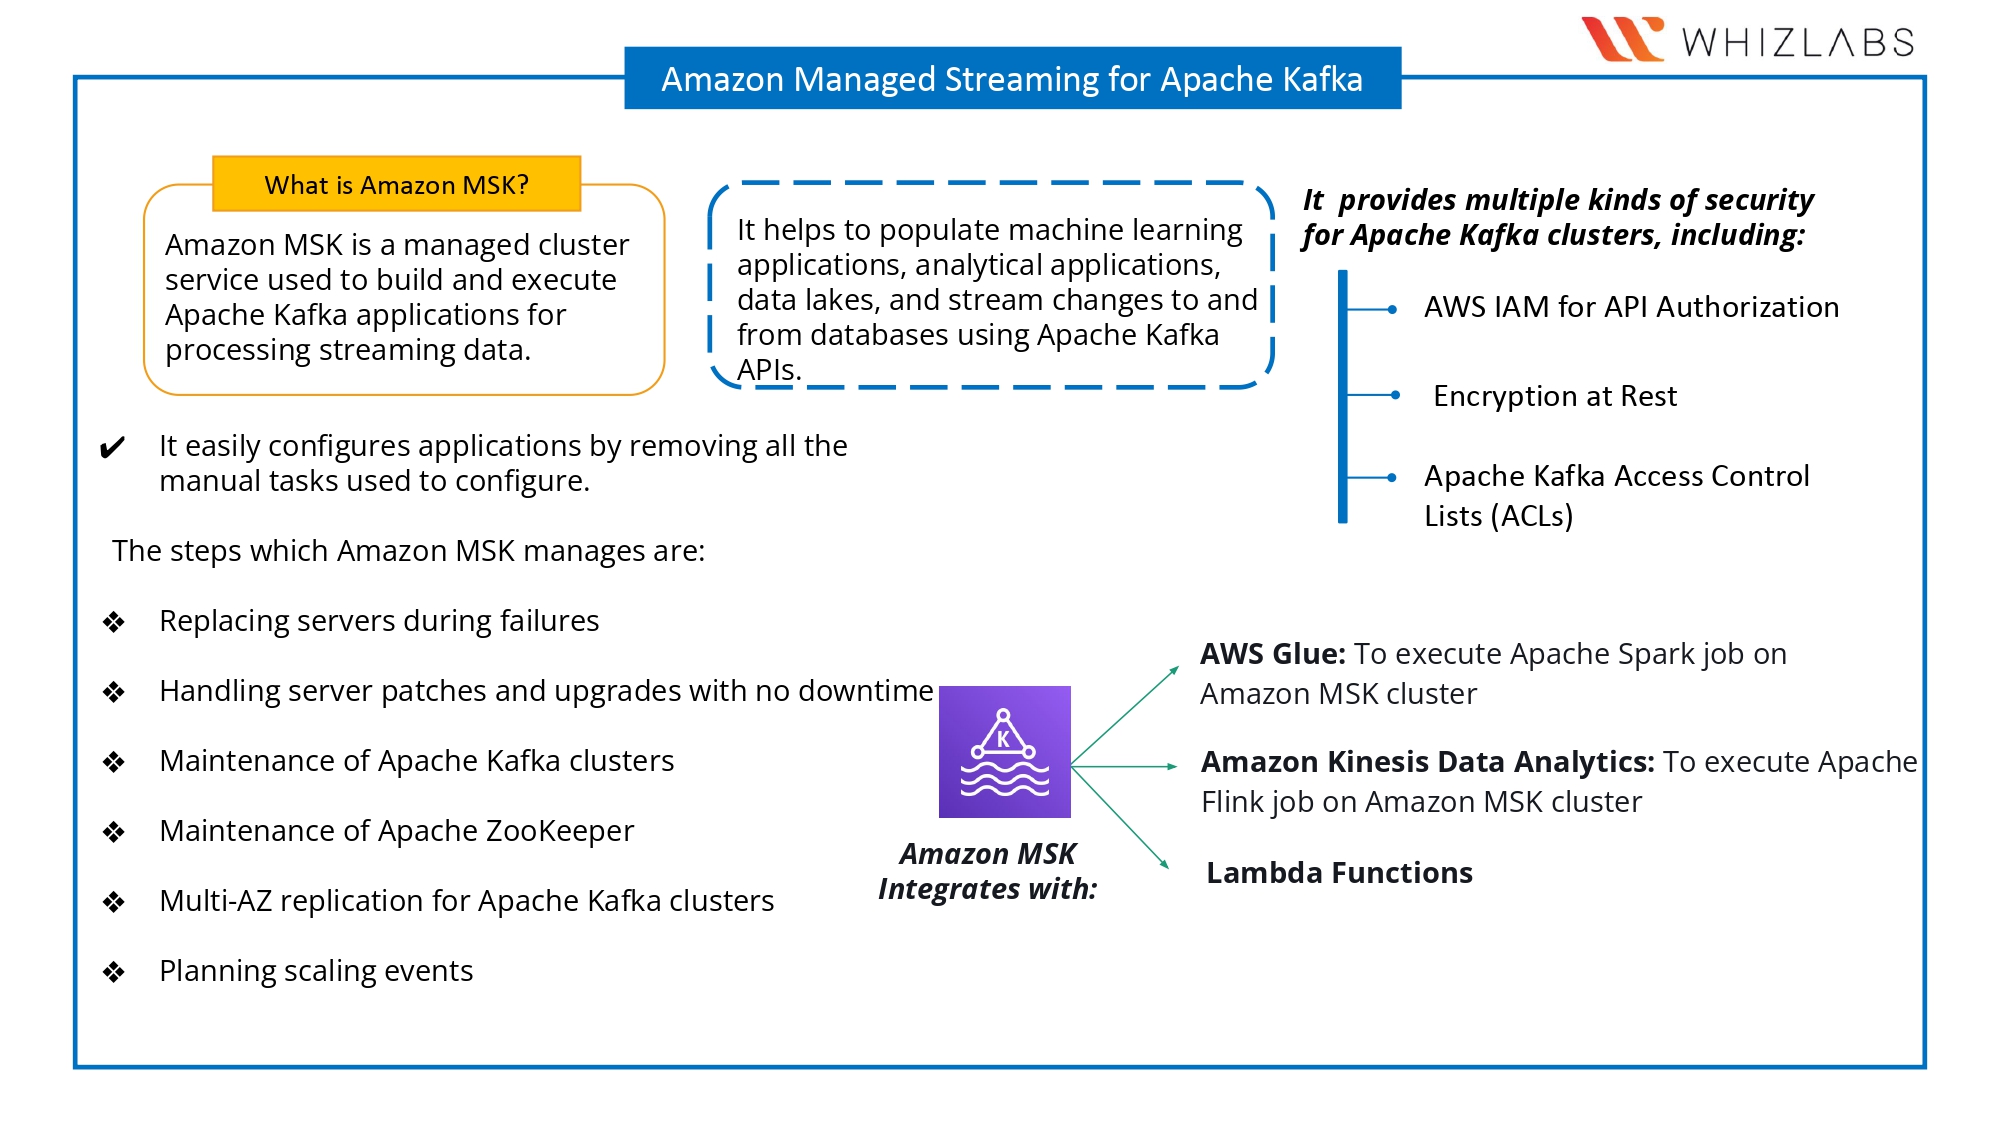 WHIZLABS
Amazon Managed Streaming for Apache Kafka
What is Amazon MSK?
Amazon MSK is a managed cluster
service used to build and execute
Apache Kafka applications for
processing streaming data.
It helps to populate machine learning
applications, analytical applications,
data lakes, and stream changes to and
from databases using Apache Kafka
APIs.
It provides multiple kinds of security
for Apache Kafka clusters, including:
AWS IAM for API Authorization
Encryption at Rest
Apache Kafka Access Control
Lists (ACLs)
✔ It easily configures applications by removing all the
manual tasks used to configure.
The steps which Amazon MSK manages are:
❖ Replacing servers during failures
❖ Handling server patches and upgrades with no downtime
❖ Maintenance of Apache Kafka clusters
❖ Maintenance of Apache ZooKeeper
❖ Multi-AZ replication for Apache Kafka clusters
❖ Planning scaling events
K
Amazon MSK
Integrates with:
AWS Glue: To execute Apache Spark job on
Amazon MSK cluster
Amazon Kinesis Data Analytics: To execute Apache
Flink job on Amazon MSK cluster
Lambda Functions